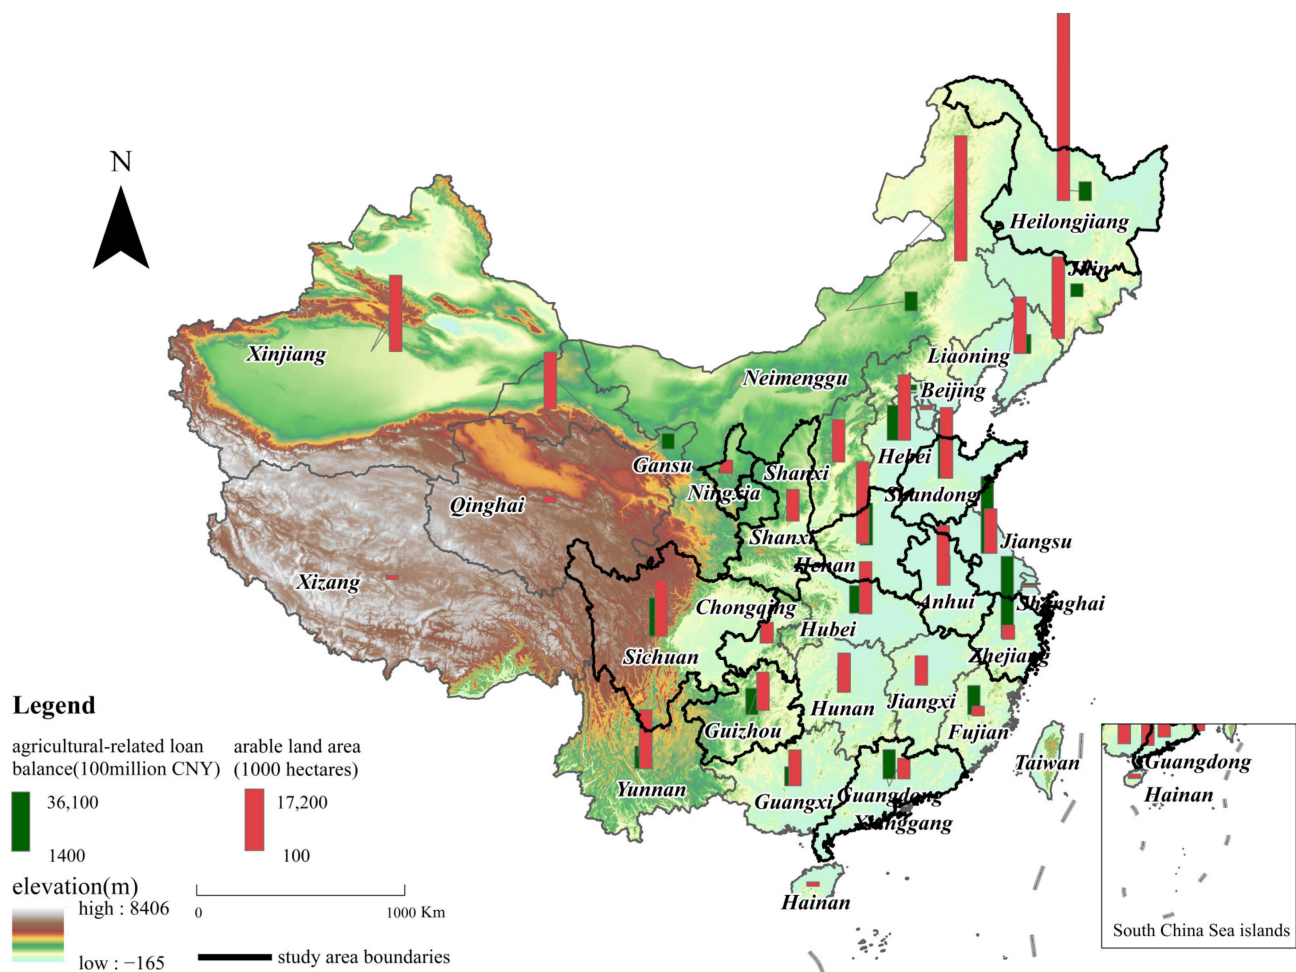 N
Heilongjiang
Jilin
Liaoning
Xinjiang
Neimenggu
Beijing
Hebei
Gansu
Ningxia
Shanxi
Shandong
Qinghai
Shanxi
Jiangsu
Henan
Xizang
Chongqing
Anhui
Shanghai
Hubei
Sichuan
Zhejiang
Hunan
Jiangxi
Guizhou
Fujian
Yunnan
Guangxi
Guangdong
Xianggang
Taiwan
Hainan
Legend
agricultural-related loan
balance(100million CNY)
36,100
1400
arable land area
(1000 hectares)
17,200
100
elevation(m)
high : 8406
low : −165
0
1000 Km
study area boundaries
Guangdong
Hainan
South China Sea islands